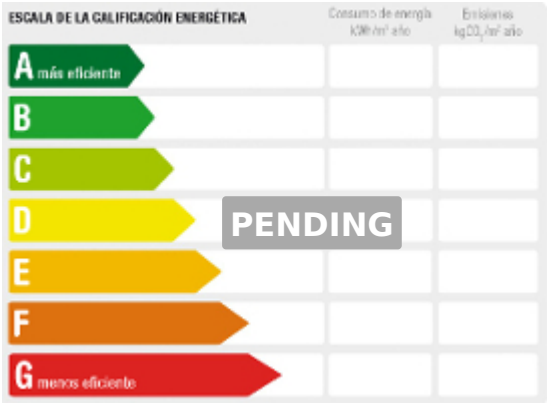 ESCALA DE LA CALIFICACIÓN ENERGÉTICA
Consumo de energía
kWh/m² año
Emisiones
kgCO₂/m² año
A más eficiente
B
C
D
PENDING
E
F
G menos eficiente